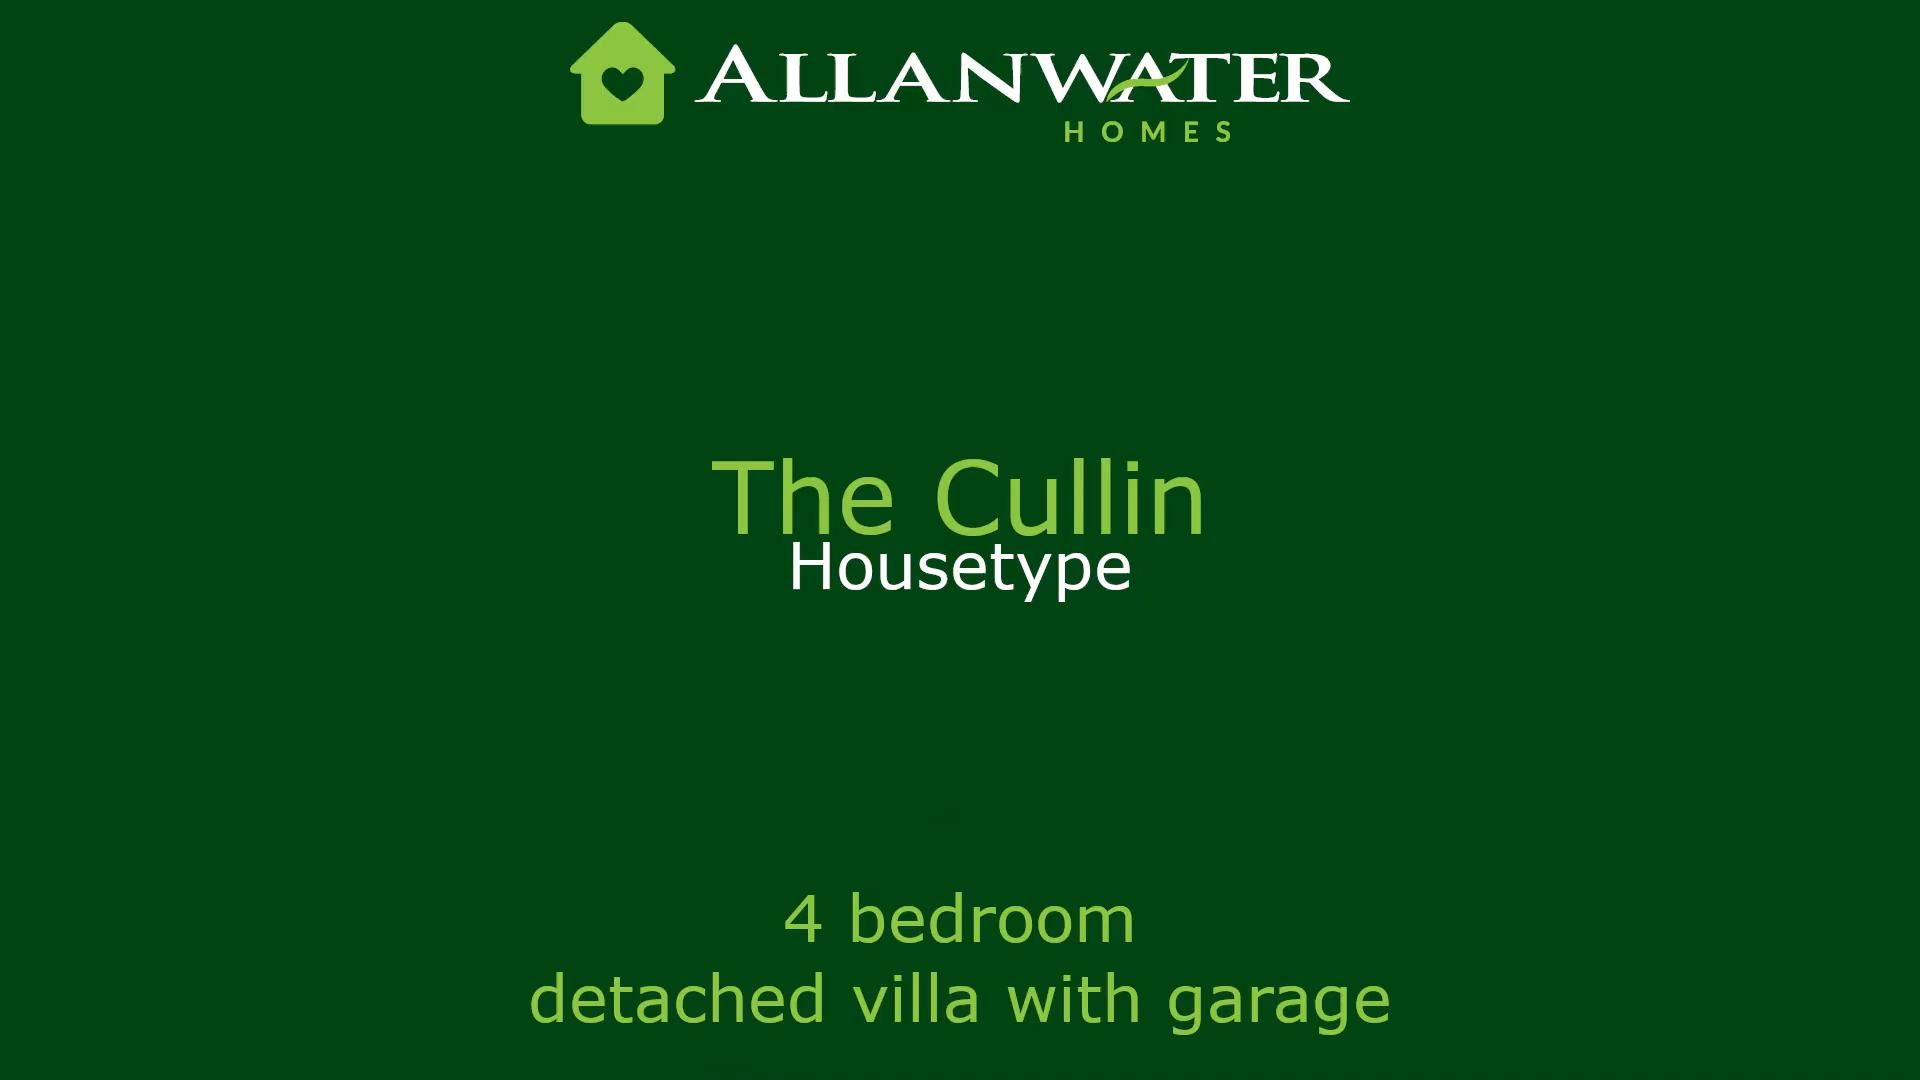 ALLANWATER
HOMES
The Cullin
Housetype
4 bedroom
detached villa with garage